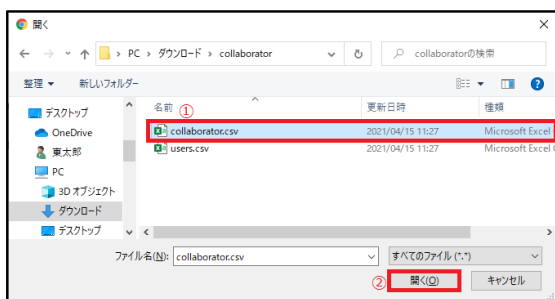 開く
PC › ダウンロード › collaborator
collaboratorの検索
整理 新しいフォルダー
名前 ① 更新日時 種類
collaborator.csv 2021/04/15 11:27 Microsoft Excel
users.csv 2021/04/15 11:27 Microsoft Excel
デスクトップ
OneDrive
東太郎
PC
3D オブジェクト
ダウンロード
デスクトップ
ファイル名(N): collaborator.csv すべてのファイル (*.*)
② 開く(O) キャンセル